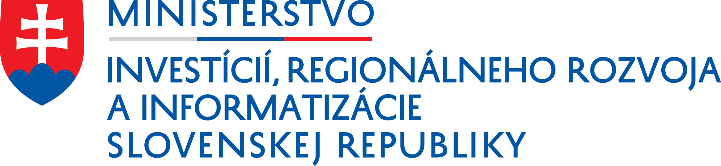 MINISTERSTVO
INVESTÍCIÍ, REGIONÁLNEHO ROZVOJA
A INFORMATIZÁCIE
SLOVENSKEJ REPUBLIKY